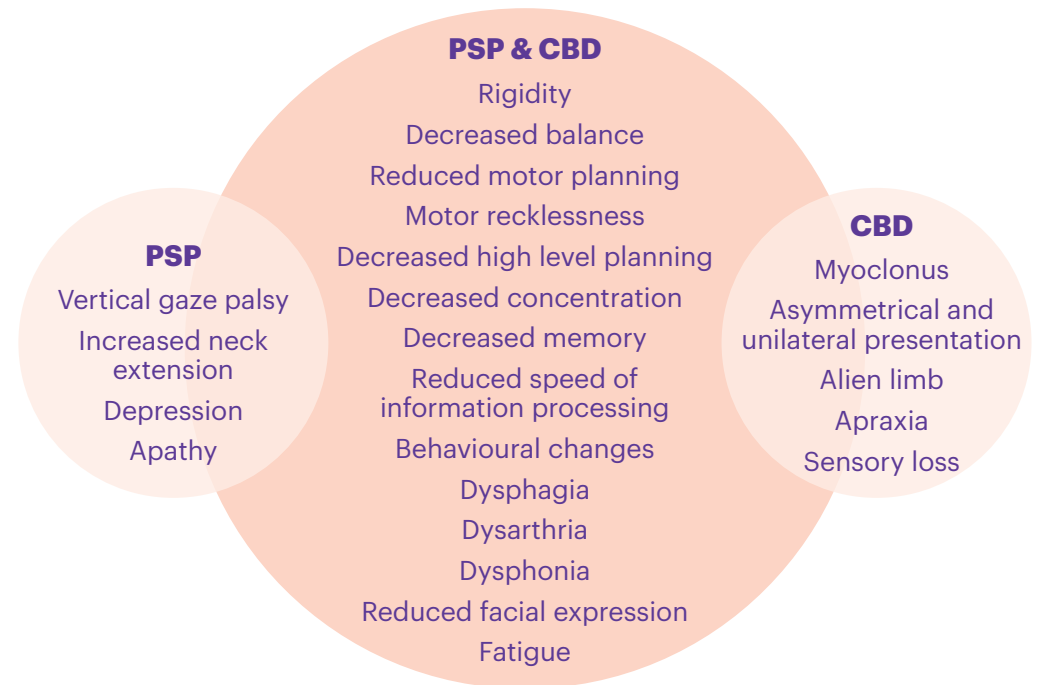 PSP & CBD
Rigidity
Decreased balance
Reduced motor planning
Motor recklessness
Decreased high level planning
Decreased concentration
Decreased memory
Reduced speed of
information processing
Behavioural changes
Dysphagia
Dysarthria
Dysphonia
Reduced facial expression
Fatigue
PSP
Vertical gaze palsy
Increased neck
extension
Depression
Apathy
CBD
Myoclonus
Asymmetrical and
unilateral presentation
Alien limb
Apraxia
Sensory loss